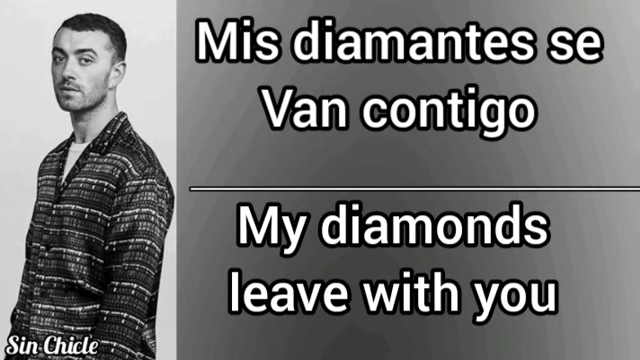 Mis diamantes se
Van contigo
My diamonds
leave with you
Sin Chicle